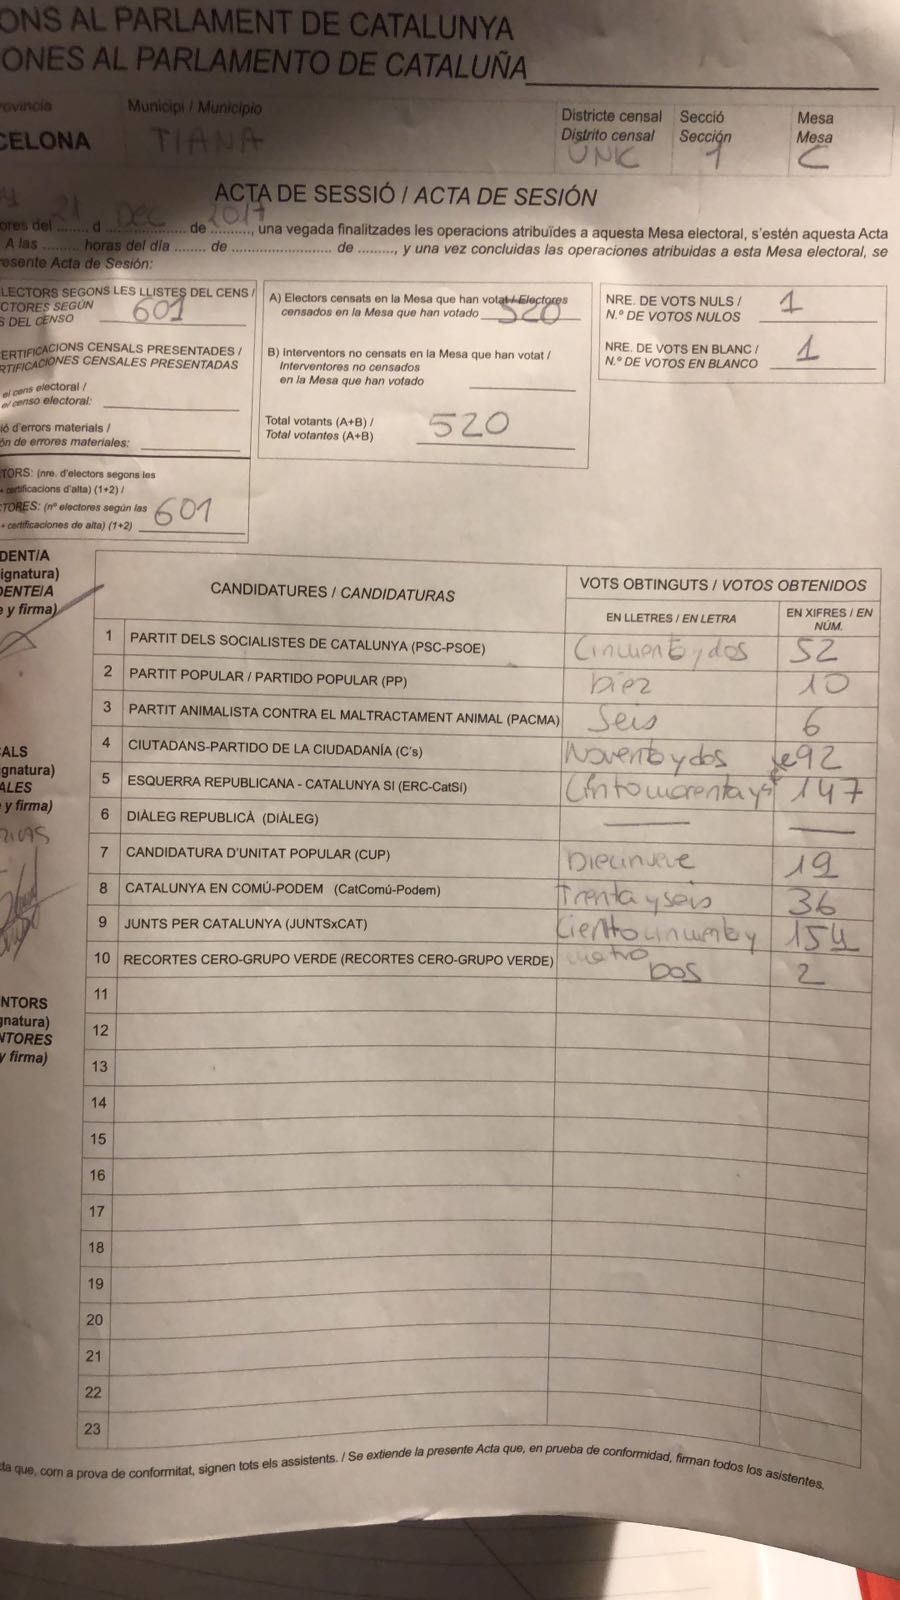 ONS AL PARLAMENT DE CATALUNYA
ONES AL PARLAMENTO DE CATALUÑA
rovincia
CELONA
Municipi / Municipio
TIANA
Districte censal
Distrito censal
UNIC
Secció
Sección
1
Mesa
Mesa
C
ACTA DE SESSIÓ / ACTA DE SESIÓN
ores del 21 d Dec de 2017, una vegada finalitzades les operacions atribuïdes a aquesta Mesa electoral, s'estén aquesta Acta
A las ......... horas del día ........ de ......................... de ........., y una vez concluidas las operaciones atribuidas a esta Mesa electoral, se
resente Acta de Sesión:
LECTORS SEGONS LES LLISTES DEL CENS /
CTORES SEGÚN
S DEL CENSO 601
ERTIFICACIONS CENSALS PRESENTADES /
RTIFICACIONES CENSALES PRESENTADAS
el cens electoral /
el censo electoral:
ió d'errors materials /
ón de errores materiales:
TORS: (nre. d'electors segons les
+ certificacions d'alta) (1+2) /
TORES: (nº electores según las
+ certificaciones de alta) (1+2) 601
A) Electors censats en la Mesa que han votat / Electores
censados en la Mesa que han votado 520
B) Interventors no censats en la Mesa que han votat /
Interventores no censados
en la Mesa que han votado
Total votants (A+B) /
Total votantes (A+B) 520
NRE. DE VOTS NULS /
N.º DE VOTOS NULOS 1
NRE. DE VOTS EN BLANC /
N.º DE VOTOS EN BLANCO 1
DENT/A
ignatura)
DENTE/A
e y firma)
ALS
gnatura)
ALES
y firma)
NTORS
gnatura)
NTORES
y firma)
CANDIDATURES / CANDIDATURAS
VOTS OBTINGUTS / VOTOS OBTENIDOS
EN LLETRES / EN LETRA
EN XIFRES / EN
NÚM.
1 PARTIT DELS SOCIALISTES DE CATALUNYA (PSC-PSOE) Cincuenta y dos 52
2 PARTIT POPULAR / PARTIDO POPULAR (PP) Diez 10
3 PARTIT ANIMALISTA CONTRA EL MALTRACTAMENT ANIMAL (PACMA) Seis 6
4 CIUTADANS-PARTIDO DE LA CIUDADANÍA (C's) Noventa y dos 92
5 ESQUERRA REPUBLICANA - CATALUNYA SI (ERC-CatSí) 147
6 DIÀLEG REPUBLICÀ (DIÀLEG) — —
7 CANDIDATURA D'UNITAT POPULAR (CUP) Diecinueve 19
8 CATALUNYA EN COMÚ-PODEM (CatComú-Podem) Trenta y seis 36
9 JUNTS PER CATALUNYA (JUNTSxCAT) Ciento cincuenta y 154
cuatro
10 RECORTES CERO-GRUPO VERDE (RECORTES CERO-GRUPO VERDE) Dos 2
11
12
13
14
15
16
17
18
19
20
21
22
23
ta que, com a prova de conformitat, signen tots els assistents. / Se extiende la presente Acta que, en prueba de conformidad, firman todos los asistentes.